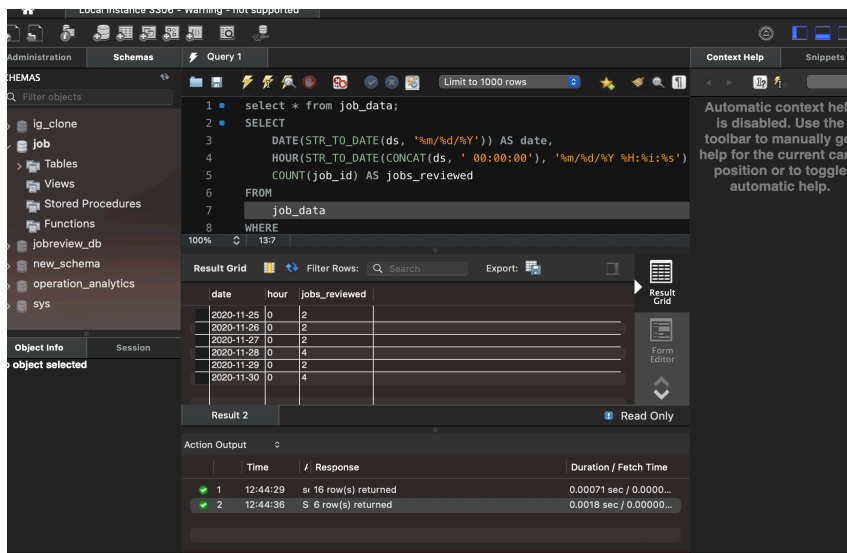 Local instance 3306 - Warning - not supported
Administration
Schemas
Query 1
Context Help
Snippets
SCHEMAS
Filter objects
ig_clone
job
Tables
Views
Stored Procedures
Functions
jobreview_db
new_schema
operation_analytics
sys
Object Info
Session
No object selected
Limit to 1000 rows
1 select * from job_data;
2 SELECT
3 DATE(STR_TO_DATE(ds, '%m/%d/%Y')) AS date,
4 HOUR(STR_TO_DATE(CONCAT(ds, ' 00:00:00'), '%m/%d/%Y %H:%i:%s')
5 COUNT(job_id) AS jobs_reviewed
6 FROM
7 job_data
8 WHERE
100%
13:7
Result Grid
Filter Rows:
Search
Export:
date hour jobs_reviewed
2020-11-25 0 2
2020-11-26 0 2
2020-11-27 0 2
2020-11-28 0 4
2020-11-29 0 2
2020-11-30 0 4
Result
Grid
Form
Editor
Result 2
Read Only
Action Output
Time Response Duration / Fetch Time
1 12:44:29 16 row(s) returned 0.00071 sec / 0.0000...
2 12:44:36 S 6 row(s) returned 0.0018 sec / 0.00000...
Automatic context hel
is disabled. Use the
toolbar to manually ge
help for the current car
position or to toggle
automatic help.